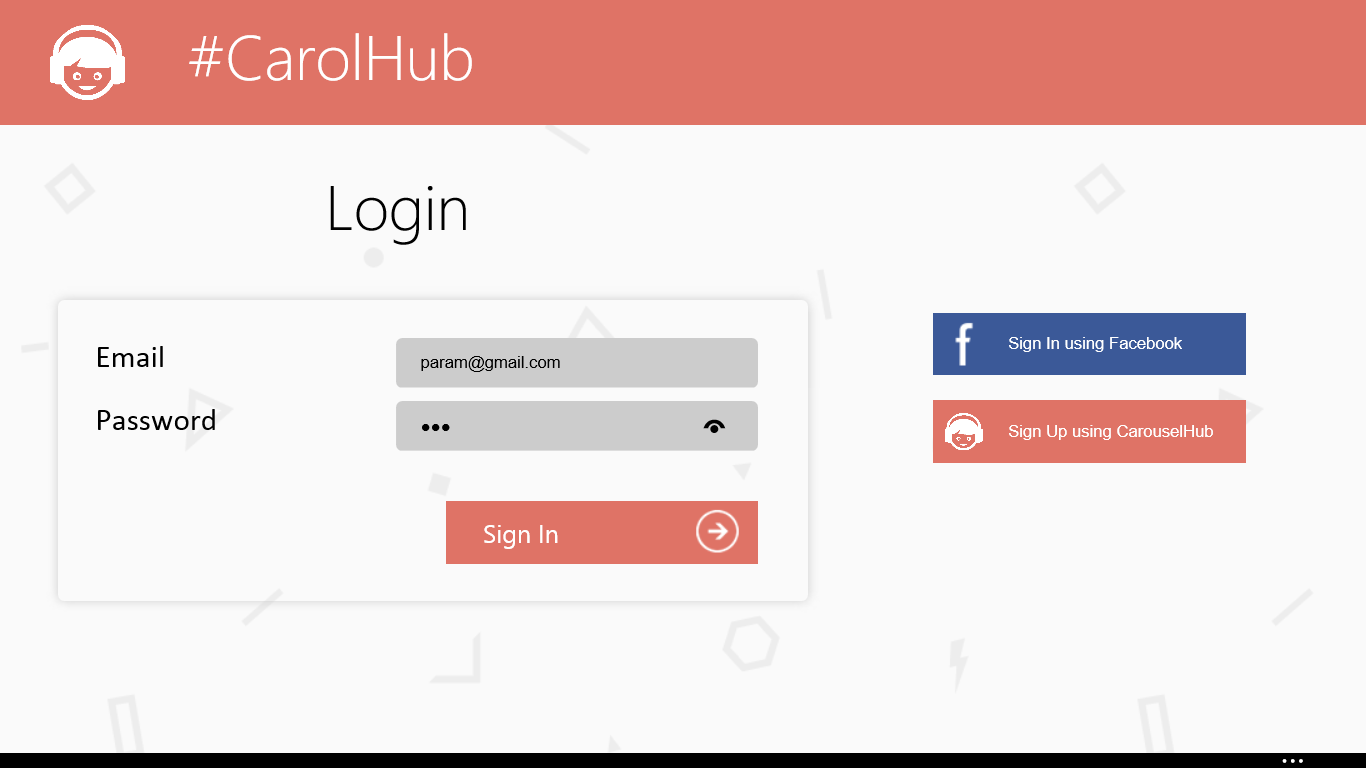 #CarolHub
Login
Email
param@gmail.com
Password
•••
Sign In
Sign In using Facebook
Sign Up using CarouselHub